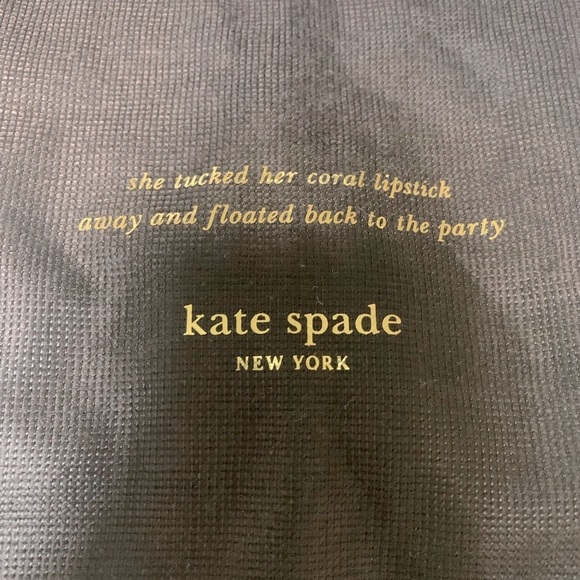 she tucked her coral lipstick
away and floated back to the party
kate spade
NEW YORK